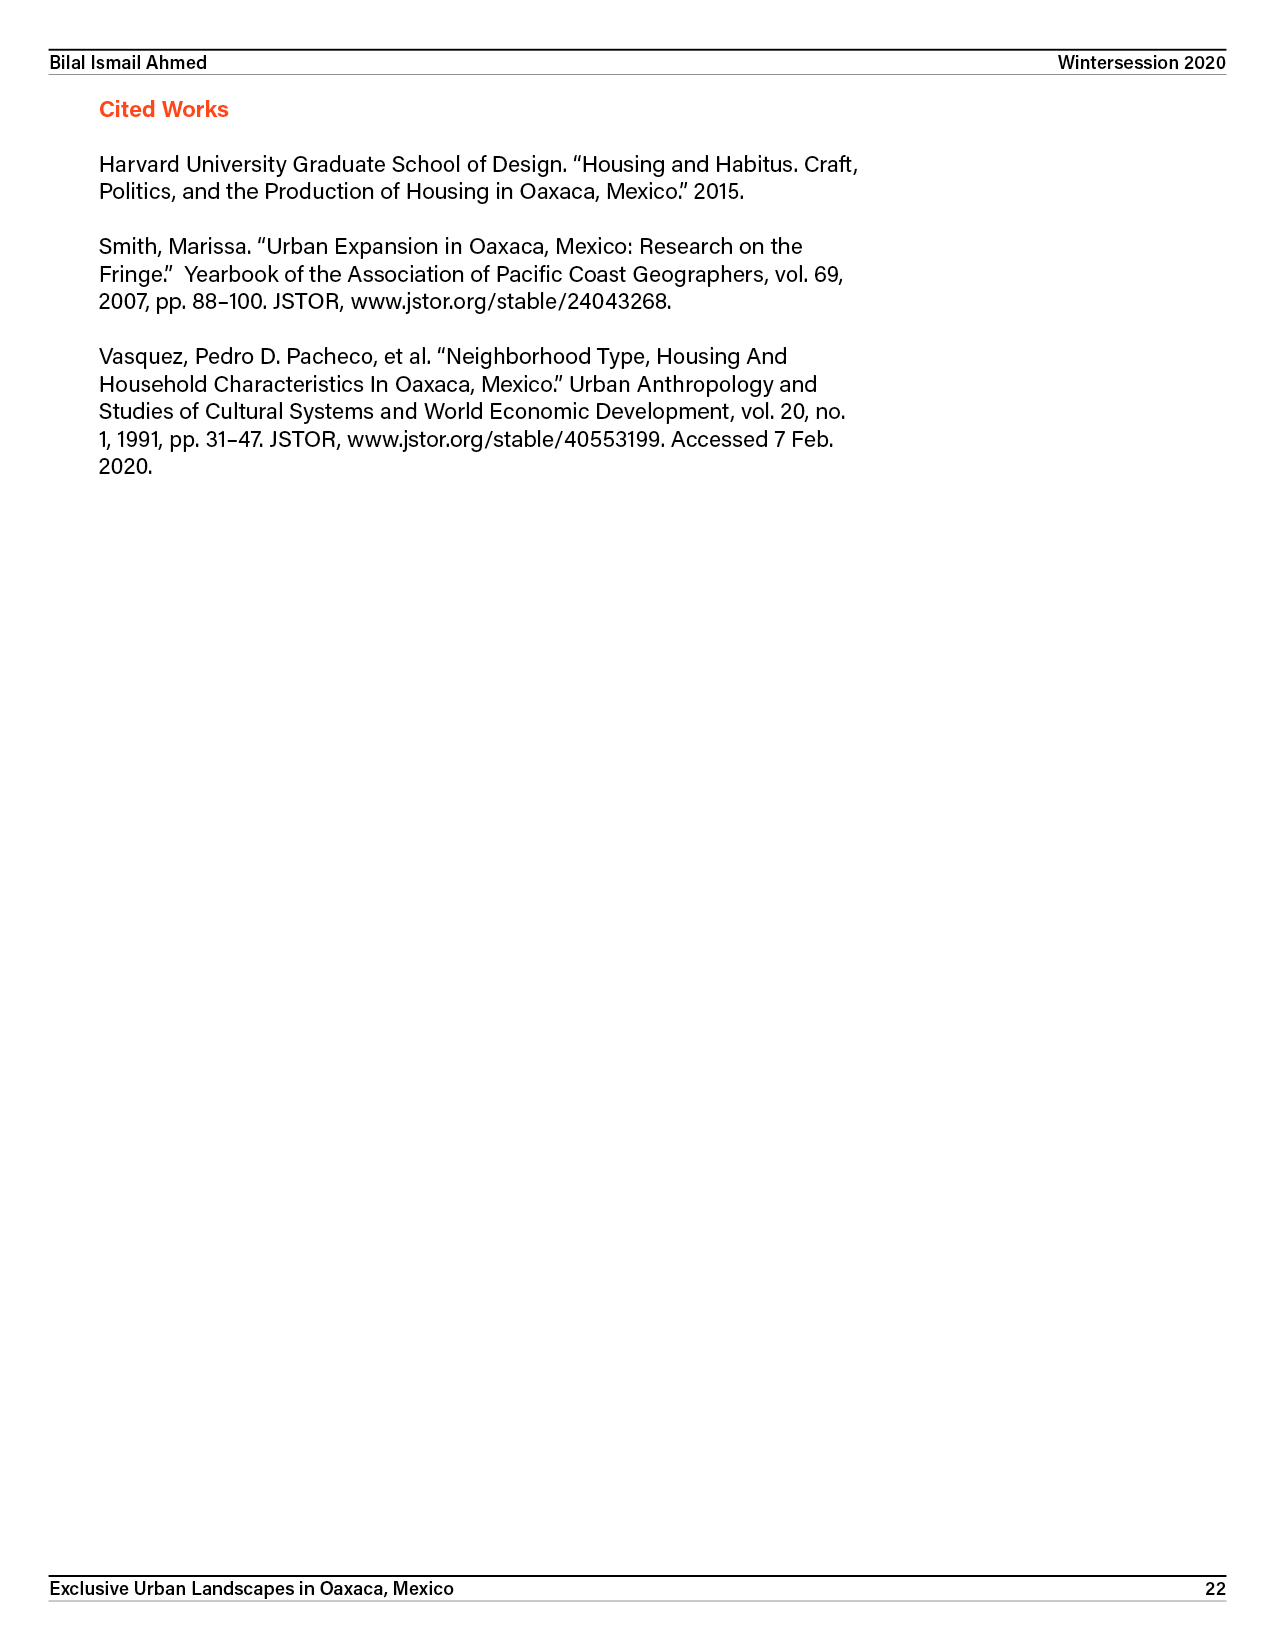 Bilal Ismail Ahmed
Wintersession 2020
Cited Works
Harvard University Graduate School of Design. “Housing and Habitus. Craft,
Politics, and the Production of Housing in Oaxaca, Mexico.” 2015.
Smith, Marissa. “Urban Expansion in Oaxaca, Mexico: Research on the
Fringe.”  Yearbook of the Association of Pacific Coast Geographers, vol. 69,
2007, pp. 88–100. JSTOR, www.jstor.org/stable/24043268.
Vasquez, Pedro D. Pacheco, et al. “Neighborhood Type, Housing And
Household Characteristics In Oaxaca, Mexico.” Urban Anthropology and
Studies of Cultural Systems and World Economic Development, vol. 20, no.
1, 1991, pp. 31–47. JSTOR, www.jstor.org/stable/40553199. Accessed 7 Feb.
2020.
Exclusive Urban Landscapes in Oaxaca, Mexico
22